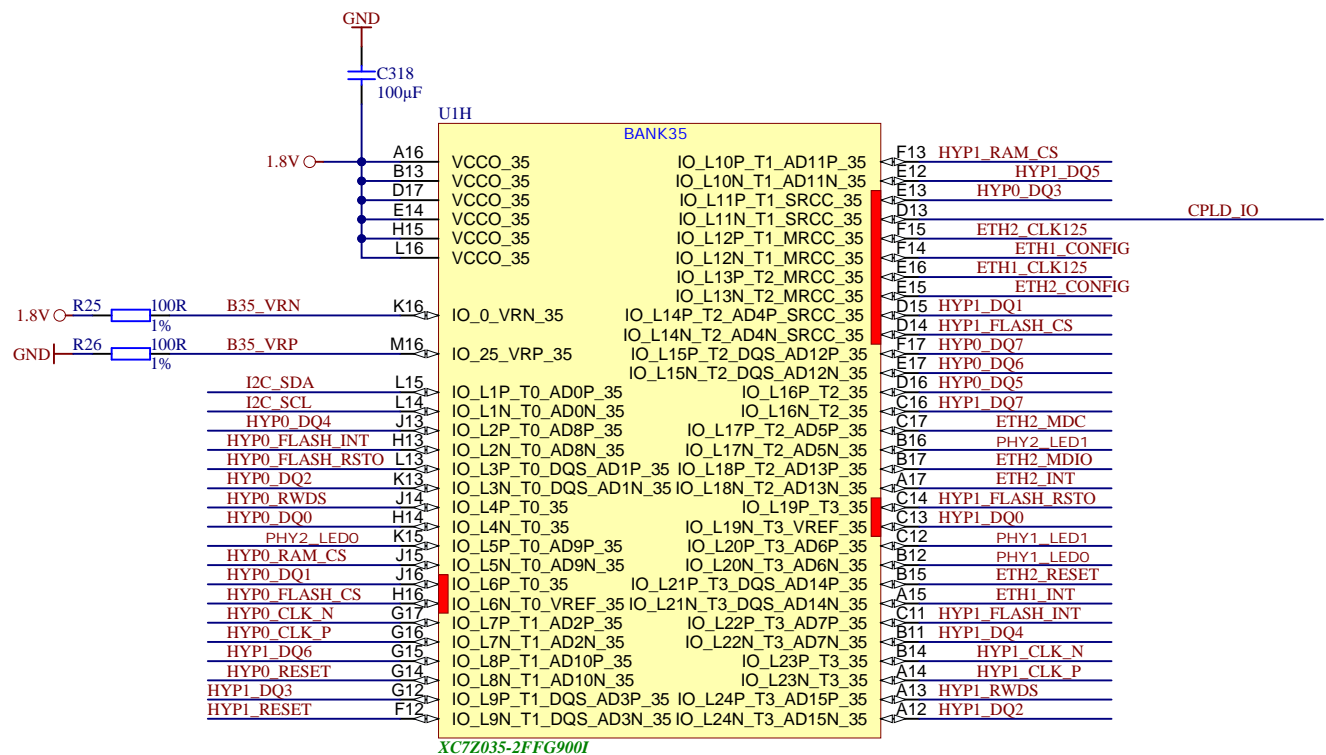 GND
C318
100µF
U1H
BANK35
1.8V
A16 VCCO_35 IO_L10P_T1_AD11P_35 F13 HYP1_RAM_CS
B13 VCCO_35 IO_L10N_T1_AD11N_35 E12 HYP1_DQ5
D17 VCCO_35 IO_L11P_T1_SRCC_35 E13 HYP0_DQ3
E14 VCCO_35 IO_L11N_T1_SRCC_35 D13 CPLD_IO
H15 VCCO_35 IO_L12P_T1_MRCC_35 F15 ETH2_CLK125
L16 VCCO_35 IO_L12N_T1_MRCC_35 F14 ETH1_CONFIG
IO_L13P_T2_MRCC_35 E16 ETH1_CLK125
IO_L13N_T2_MRCC_35 E15 ETH2_CONFIG
1.8V R25 100R 1% B35_VRN K16 IO_0_VRN_35 IO_L14P_T2_AD4P_SRCC_35 D15 HYP1_DQ1
IO_L14N_T2_AD4N_SRCC_35 D14 HYP1_FLASH_CS
GND R26 100R 1% B35_VRP M16 IO_25_VRP_35 IO_L15P_T2_DQS_AD12P_35 F17 HYP0_DQ7
IO_L15N_T2_DQS_AD12N_35 E17 HYP0_DQ6
I2C_SDA L15 IO_L1P_T0_AD0P_35 IO_L16P_T2_35 D16 HYP0_DQ5
I2C_SCL L14 IO_L1N_T0_AD0N_35 IO_L16N_T2_35 C16 HYP1_DQ7
HYP0_DQ4 J13 IO_L2P_T0_AD8P_35 IO_L17P_T2_AD5P_35 C17 ETH2_MDC
HYP0_FLASH_INT H13 IO_L2N_T0_AD8N_35 IO_L17N_T2_AD5N_35 B16 PHY2_LED1
HYP0_FLASH_RSTO L13 IO_L3P_T0_DQS_AD1P_35 IO_L18P_T2_AD13P_35 B17 ETH2_MDIO
HYP0_DQ2 K13 IO_L3N_T0_DQS_AD1N_35 IO_L18N_T2_AD13N_35 A17 ETH2_INT
HYP0_RWDS J14 IO_L4P_T0_35 IO_L19P_T3_35 C14 HYP1_FLASH_RSTO
HYP0_DQ0 H14 IO_L4N_T0_35 IO_L19N_T3_VREF_35 C13 HYP1_DQ0
PHY2_LED0 K15 IO_L5P_T0_AD9P_35 IO_L20P_T3_AD6P_35 C12 PHY1_LED1
HYP0_RAM_CS J15 IO_L5N_T0_AD9N_35 IO_L20N_T3_AD6N_35 B12 PHY1_LED0
HYP0_DQ1 J16 IO_L6P_T0_35 IO_L21P_T3_DQS_AD14P_35 B15 ETH2_RESET
HYP0_FLASH_CS H16 IO_L6N_T0_VREF_35 IO_L21N_T3_DQS_AD14N_35 A15 ETH1_INT
HYP0_CLK_N G17 IO_L7P_T1_AD2P_35 IO_L22P_T3_AD7P_35 C11 HYP1_FLASH_INT
HYP0_CLK_P G16 IO_L7N_T1_AD2N_35 IO_L22N_T3_AD7N_35 B11 HYP1_DQ4
HYP1_DQ6 G15 IO_L8P_T1_AD10P_35 IO_L23P_T3_35 B14 HYP1_CLK_N
HYP0_RESET G14 IO_L8N_T1_AD10N_35 IO_L23N_T3_35 A14 HYP1_CLK_P
HYP1_DQ3 G12 IO_L9P_T1_DQS_AD3P_35 IO_L24P_T3_AD15P_35 A13 HYP1_RWDS
HYP1_RESET F12 IO_L9N_T1_DQS_AD3N_35 IO_L24N_T3_AD15N_35 A12 HYP1_DQ2
XC7Z035-2FFG900I